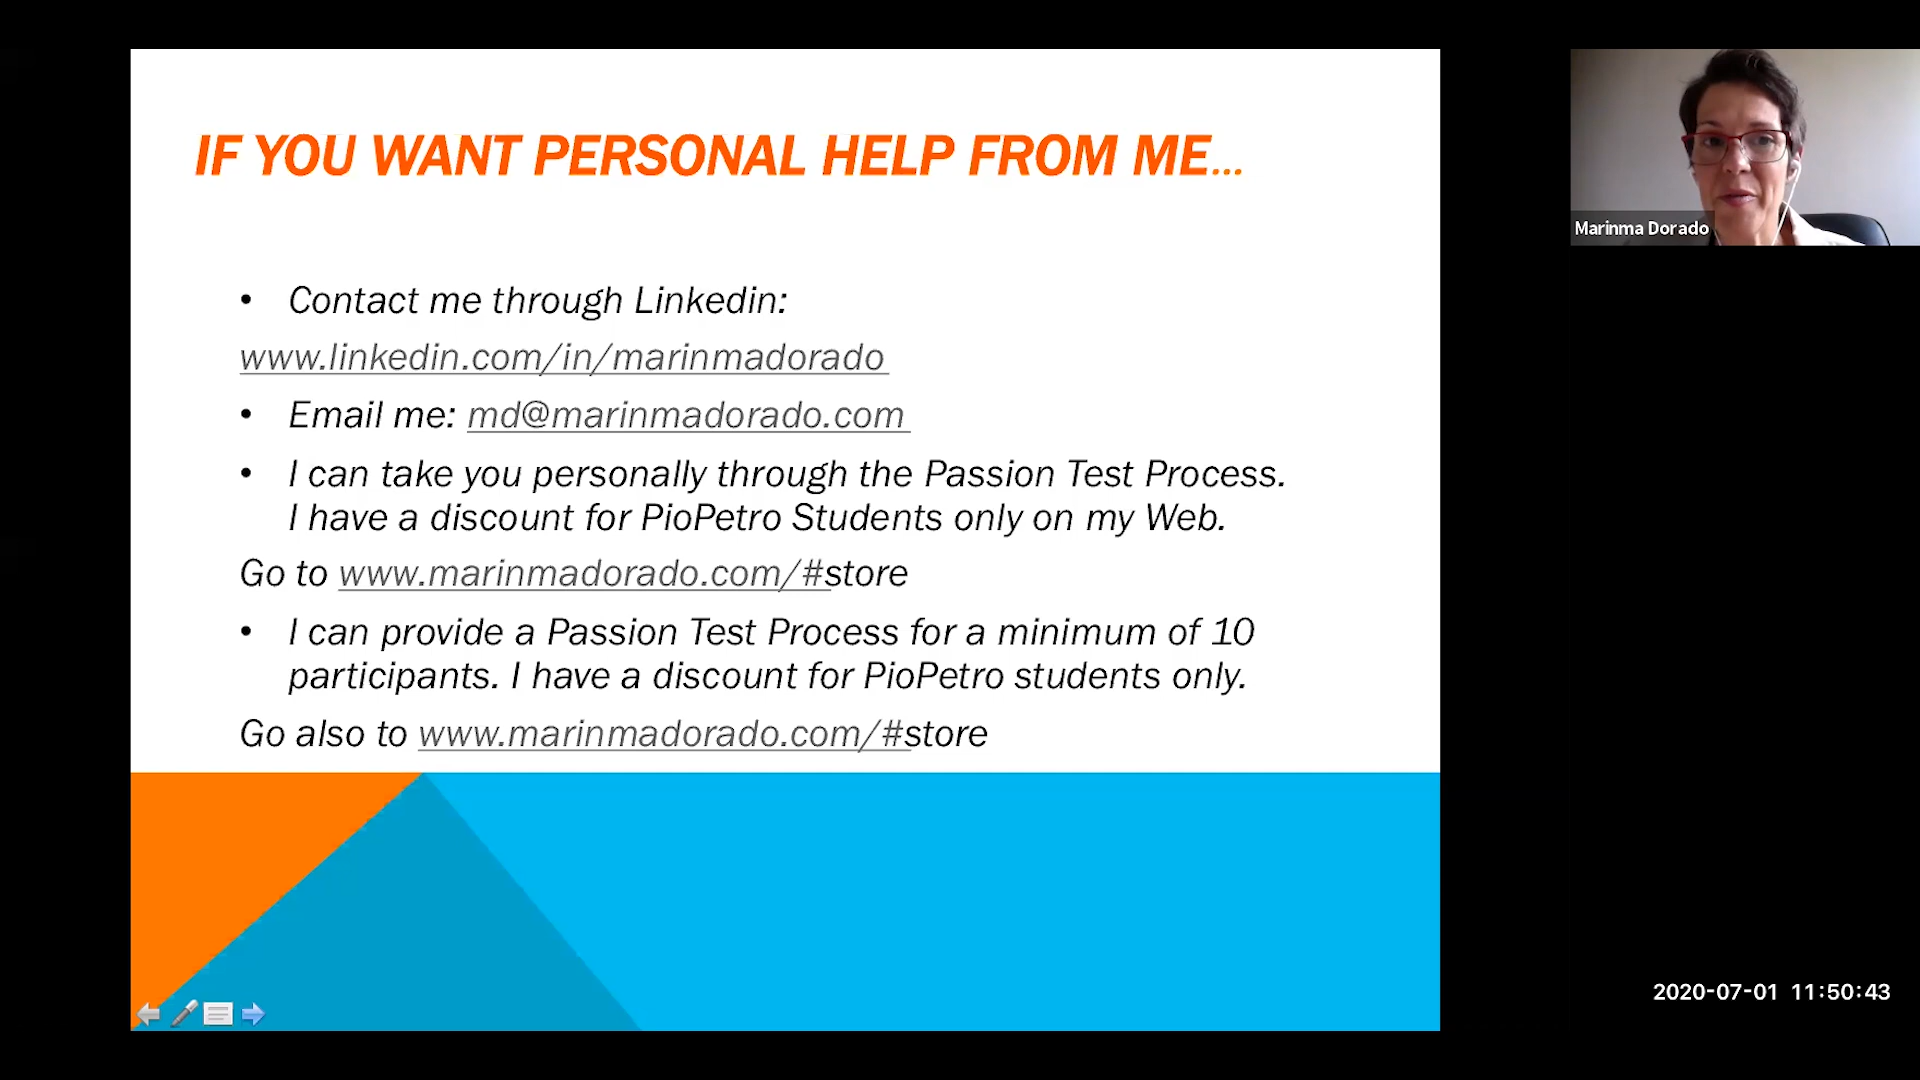 IF YOU WANT PERSONAL HELP FROM ME...
Marinma Dorado
• Contact me through Linkedin:
www.linkedin.com/in/marinmadorado
• Email me: md@marinmadorado.com
• I can take you personally through the Passion Test Process.
I have a discount for PioPetro Students only on my Web.
Go to www.marinmadorado.com/#store
• I can provide a Passion Test Process for a minimum of 10
participants. I have a discount for PioPetro students only.
Go also to www.marinmadorado.com/#store
2020-07-01 11:50:43